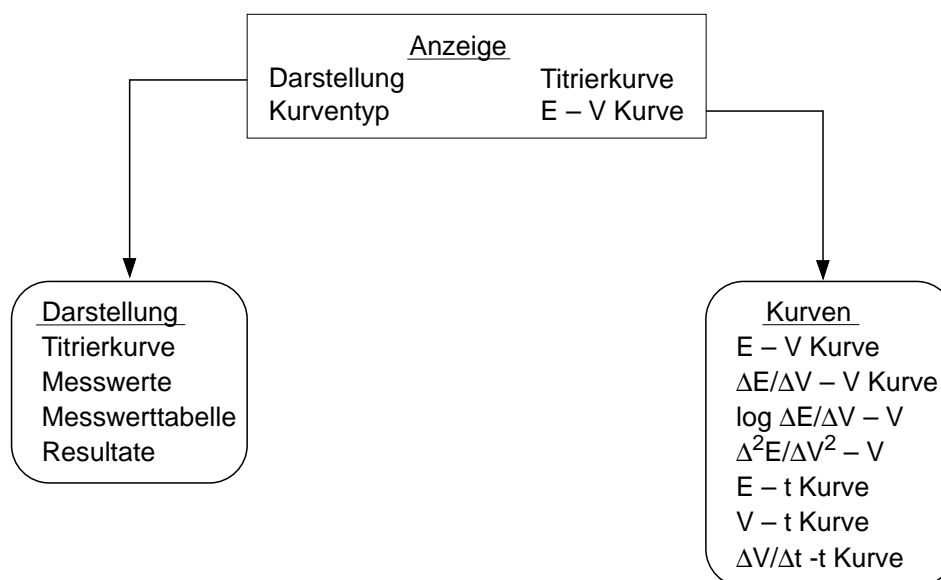 Anzeige
Darstellung Titrierkurve
Kurventyp E – V Kurve
Darstellung
Titrierkurve
Messwerte
Messwerttabelle
Resultate
Kurven
E – V Kurve
ΔE/ΔV – V Kurve
log ΔE/ΔV – V
Δ²E/ΔV² – V
E – t Kurve
V – t Kurve
ΔV/Δt -t Kurve